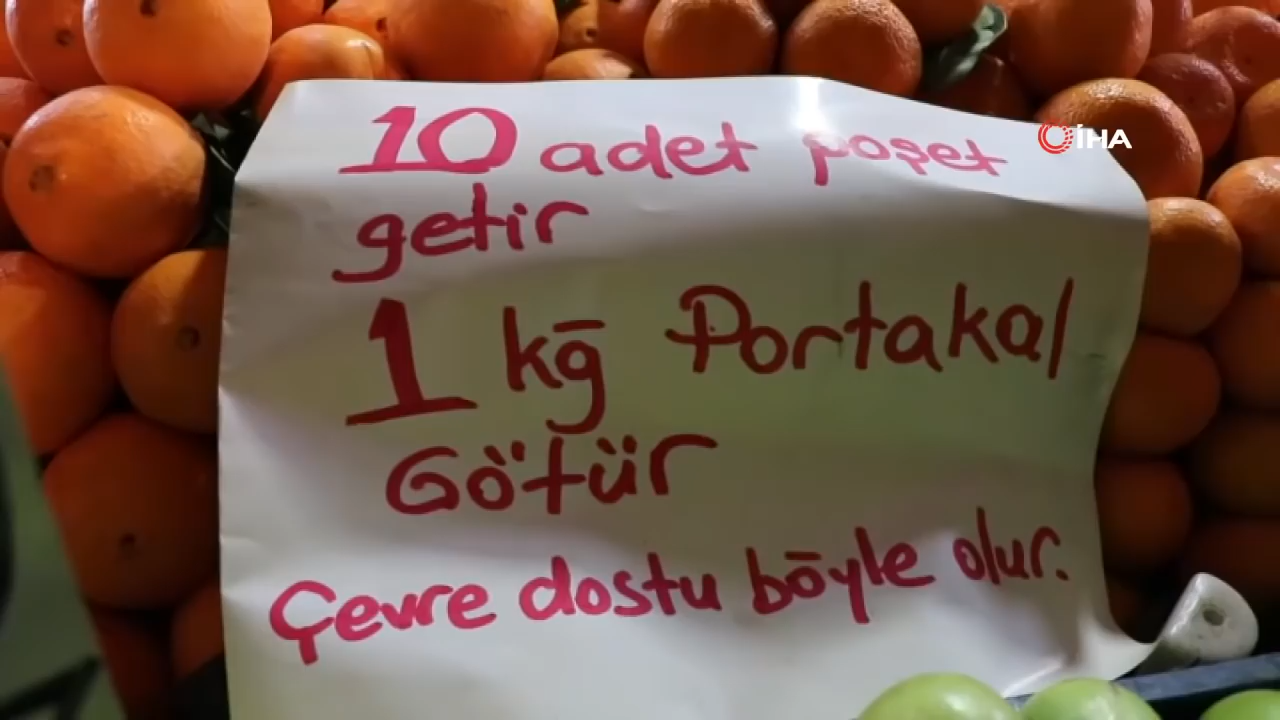 10 adet poşet
getir
1 kg Portakal
Götür
Çevre dostu böyle olur.
İHA